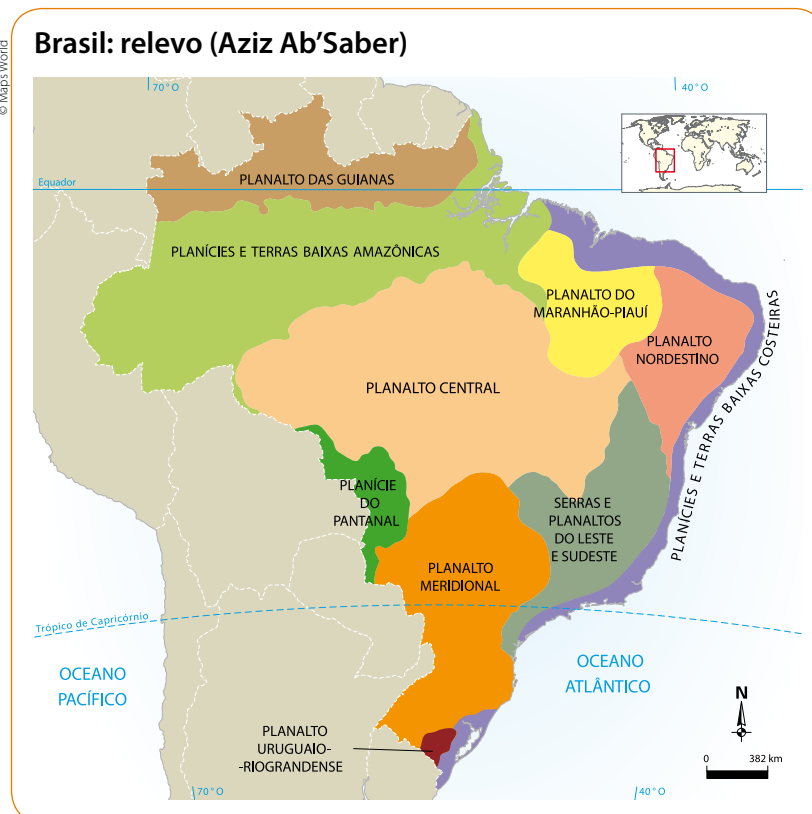 Brasil: relevo (Aziz Ab’Saber)
© Maps World
70° O
40° O
Equador
PLANALTO DAS GUIANAS
PLANÍCIES E TERRAS BAIXAS AMAZÔNICAS
PLANALTO DO
MARANHÃO-PIAUÍ
PLANALTO
NORDESTINO
PLANALTO CENTRAL
PLANÍCIES E TERRAS BAIXAS COSTEIRAS
PLANÍCIE
DO
PANTANAL
SERRAS E
PLANALTOS
DO LESTE
E SUDESTE
PLANALTO
MERIDIONAL
Trópico de Capricórnio
OCEANO
PACÍFICO
OCEANO
ATLÂNTICO
PLANALTO
URUGUAIO-
-RIOGRANDENSE
N
0 382 km
70° O
40° O